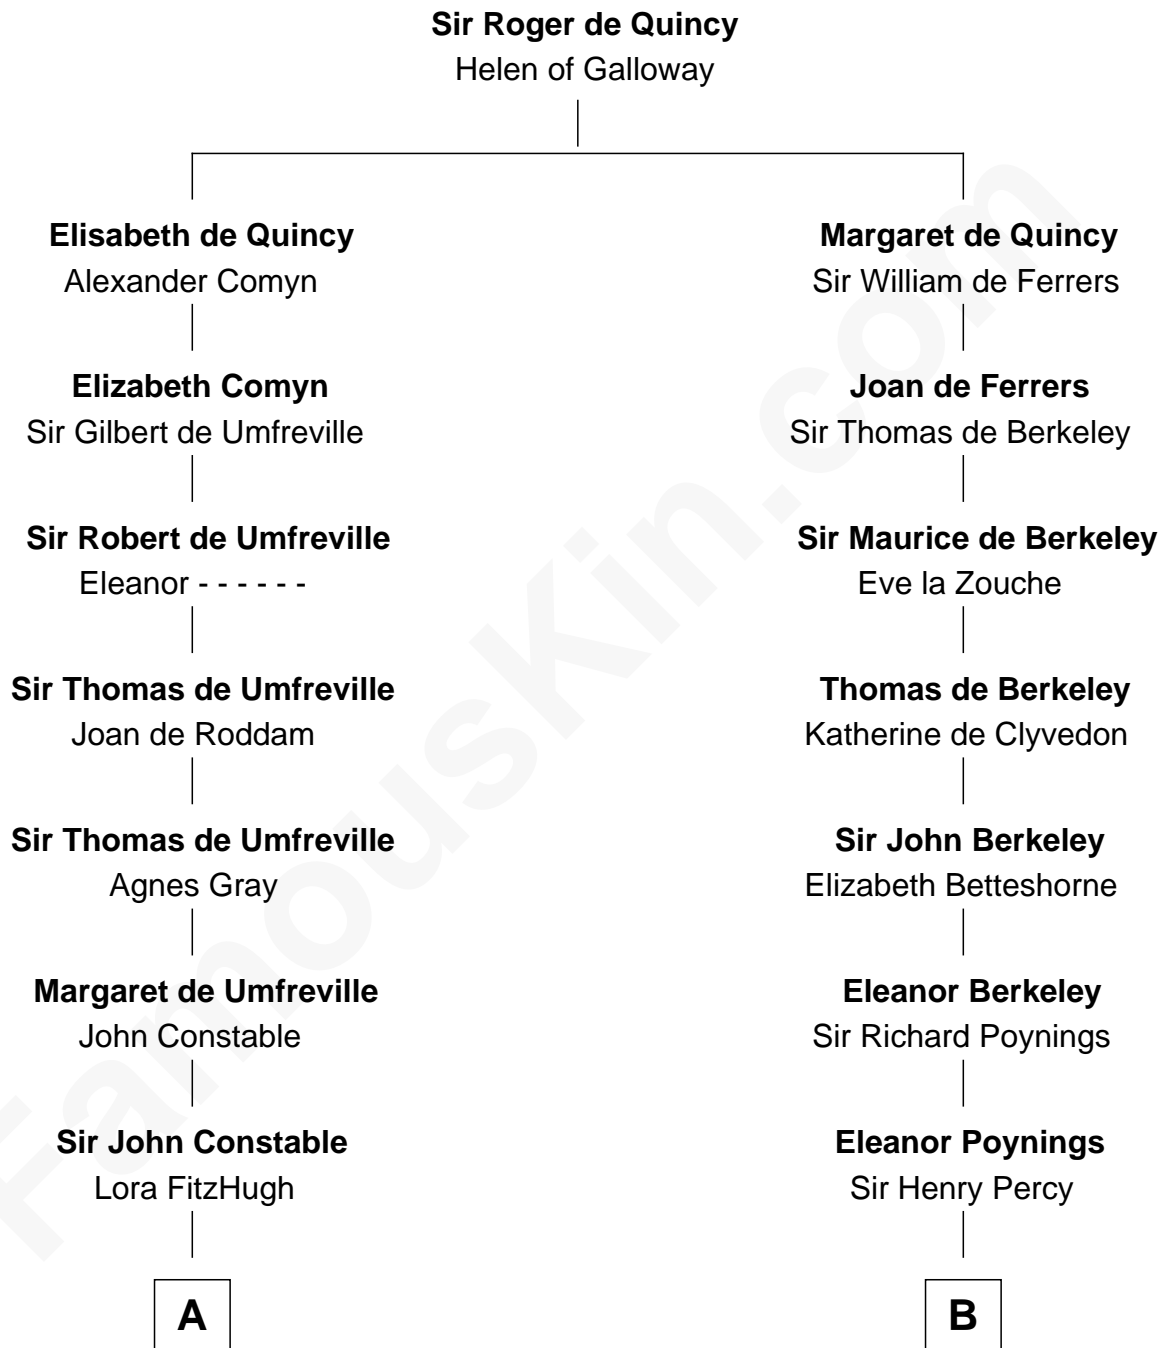 Sir Roger de Quincy
Helen of Galloway
Elisabeth de Quincy
Alexander Comyn
Margaret de Quincy
Sir William de Ferrers
Elizabeth Comyn
Sir Gilbert de Umfreville
Joan de Ferrers
Sir Thomas de Berkeley
Sir Robert de Umfreville
Eleanor - - - - - -
Sir Maurice de Berkeley
Eve la Zouche
Sir Thomas de Umfreville
Joan de Roddam
Thomas de Berkeley
Katherine de Clyvedon
Sir Thomas de Umfreville
Agnes Gray
Sir John Berkeley
Elizabeth Betteshorne
Margaret de Umfreville
John Constable
Eleanor Berkeley
Sir Richard Poynings
Sir John Constable
Lora FitzHugh
Eleanor Poynings
Sir Henry Percy
A
B
FamousKin.com